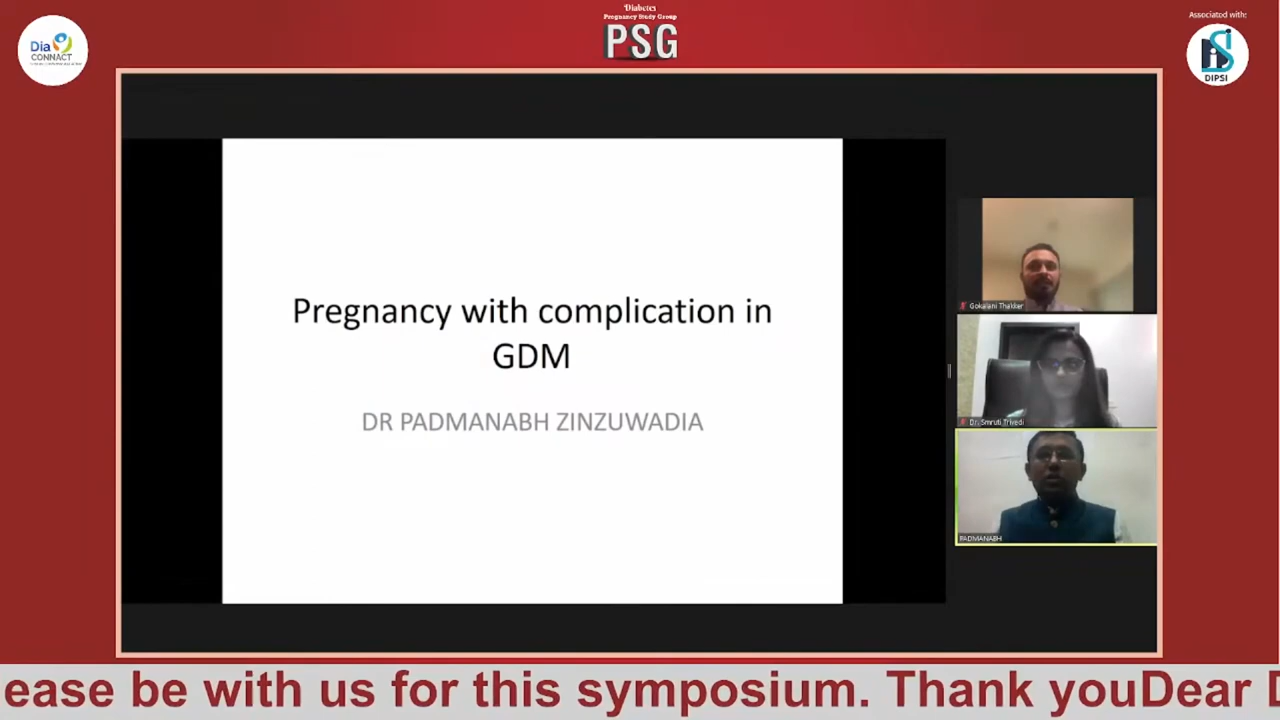 Diabetes
Pregnancy Study Group
PSG
Associated with:
Dia
CONNACT
DIPSI
Pregnancy with complication in
GDM
DR PADMANABH ZINZUWADIA
Gokalani Thakker
Dr. Smruti Trivedi
PADMANABH
ease be with us for this symposium. Thank youDear D